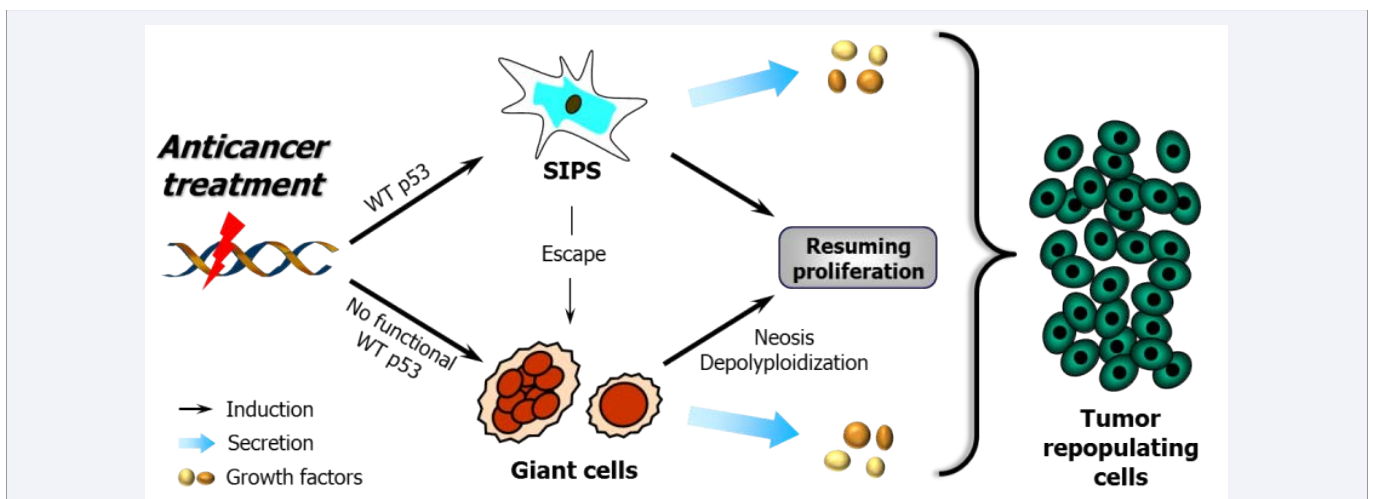 Anticancer
treatment
WT p53
No functional
WT p53
SIPS
Escape
Giant cells
Resuming
proliferation
Neosis
Depolyploidization
Tumor
repopulating
cells
Induction
Secretion
Growth factors